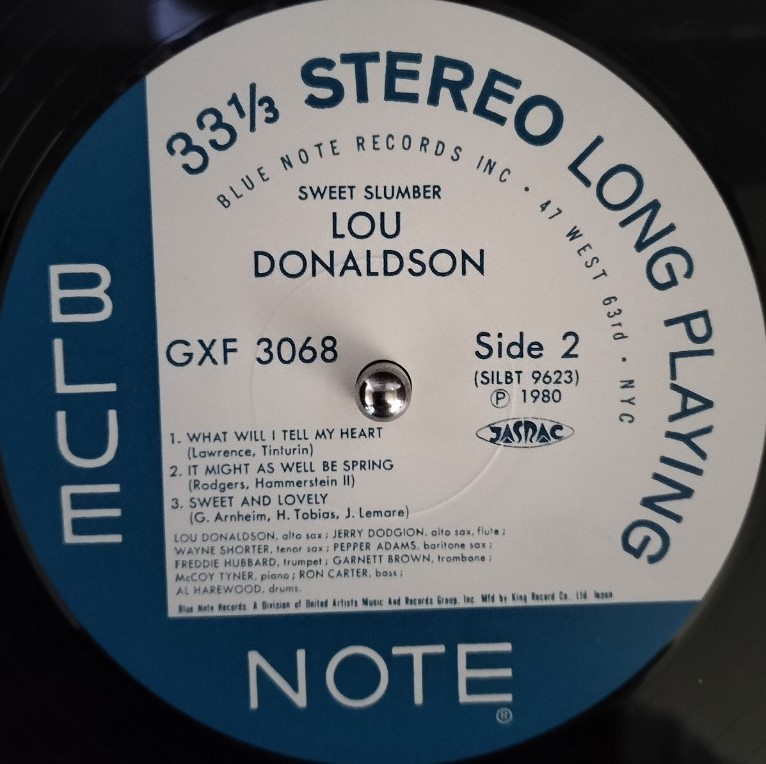 33⅓ STEREO LONG PLAYING
BLUE NOTE RECORDS INC • 47 WEST 63rd • NYC
SWEET SLUMBER
LOU
DONALDSON
GXF 3068
Side 2
(SILBT 9623)
Ⓟ 1980
JASRAC
1. WHAT WILL I TELL MY HEART
(Lawrence, Tinturin)
2. IT MIGHT AS WELL BE SPRING
(Rodgers, Hammerstein II)
3. SWEET AND LOVELY
(G. Arnheim, H. Tobias, J. Lemare)
LOU DONALDSON, alto sax ; JERRY DODGION, alto sax, flute ;
WAYNE SHORTER, tenor sax ; PEPPER ADAMS, baritone sax ;
FREDDIE HUBBARD, trumpet ; GARNETT BROWN, trombone ;
McCOY TYNER, piano ; RON CARTER, bass ;
AL HAREWOOD, drums.
Blue Note Records. A Division of United Artists Music And Records Group, Inc. Mfd by King Record Co. Ltd. Japan
BLUE
NOTE®